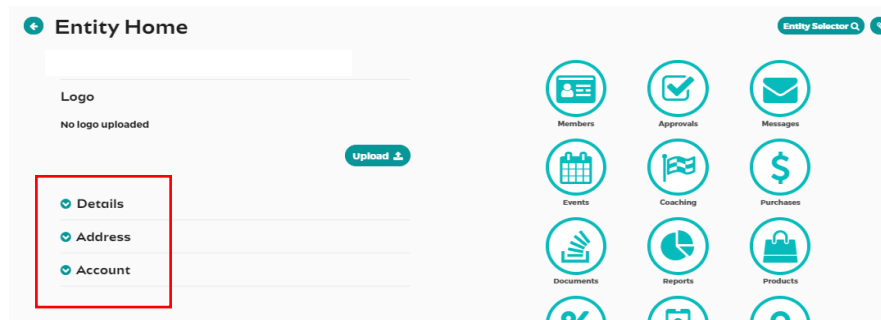 Entity Home
Entity Selector
Logo
No logo uploaded
Upload
Details
Address
Account
Members
Approvals
Messages
Events
Coaching
Purchases
Documents
Reports
Products
%